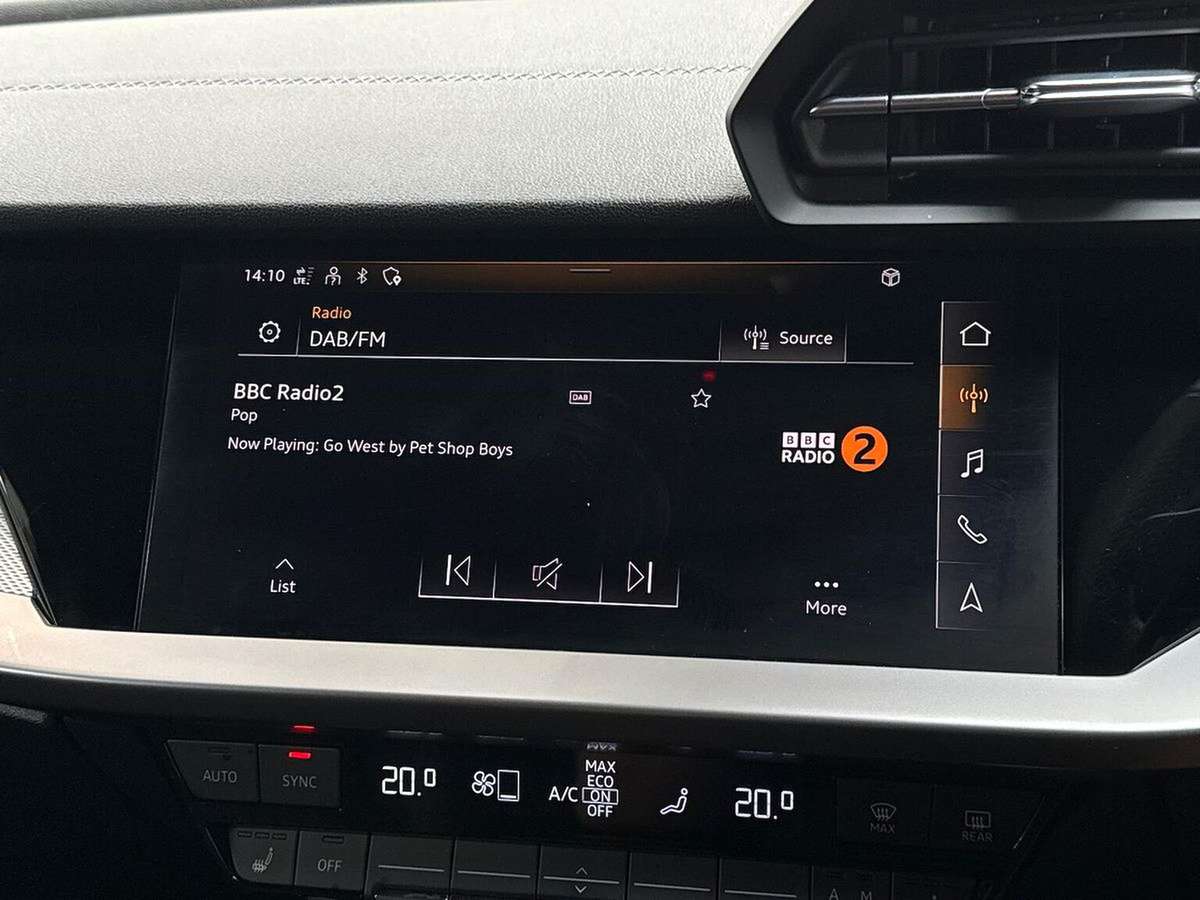 14:10 LTE
Radio
DAB/FM
Source
BBC Radio2
DAB
Pop
Now Playing: Go West by Pet Shop Boys
BBC
RADIO 2
List
More
AUTO
SYNC
20.0
A/C
MAX
ECO
ON
OFF
20.0
MAX
REAR
OFF
A M